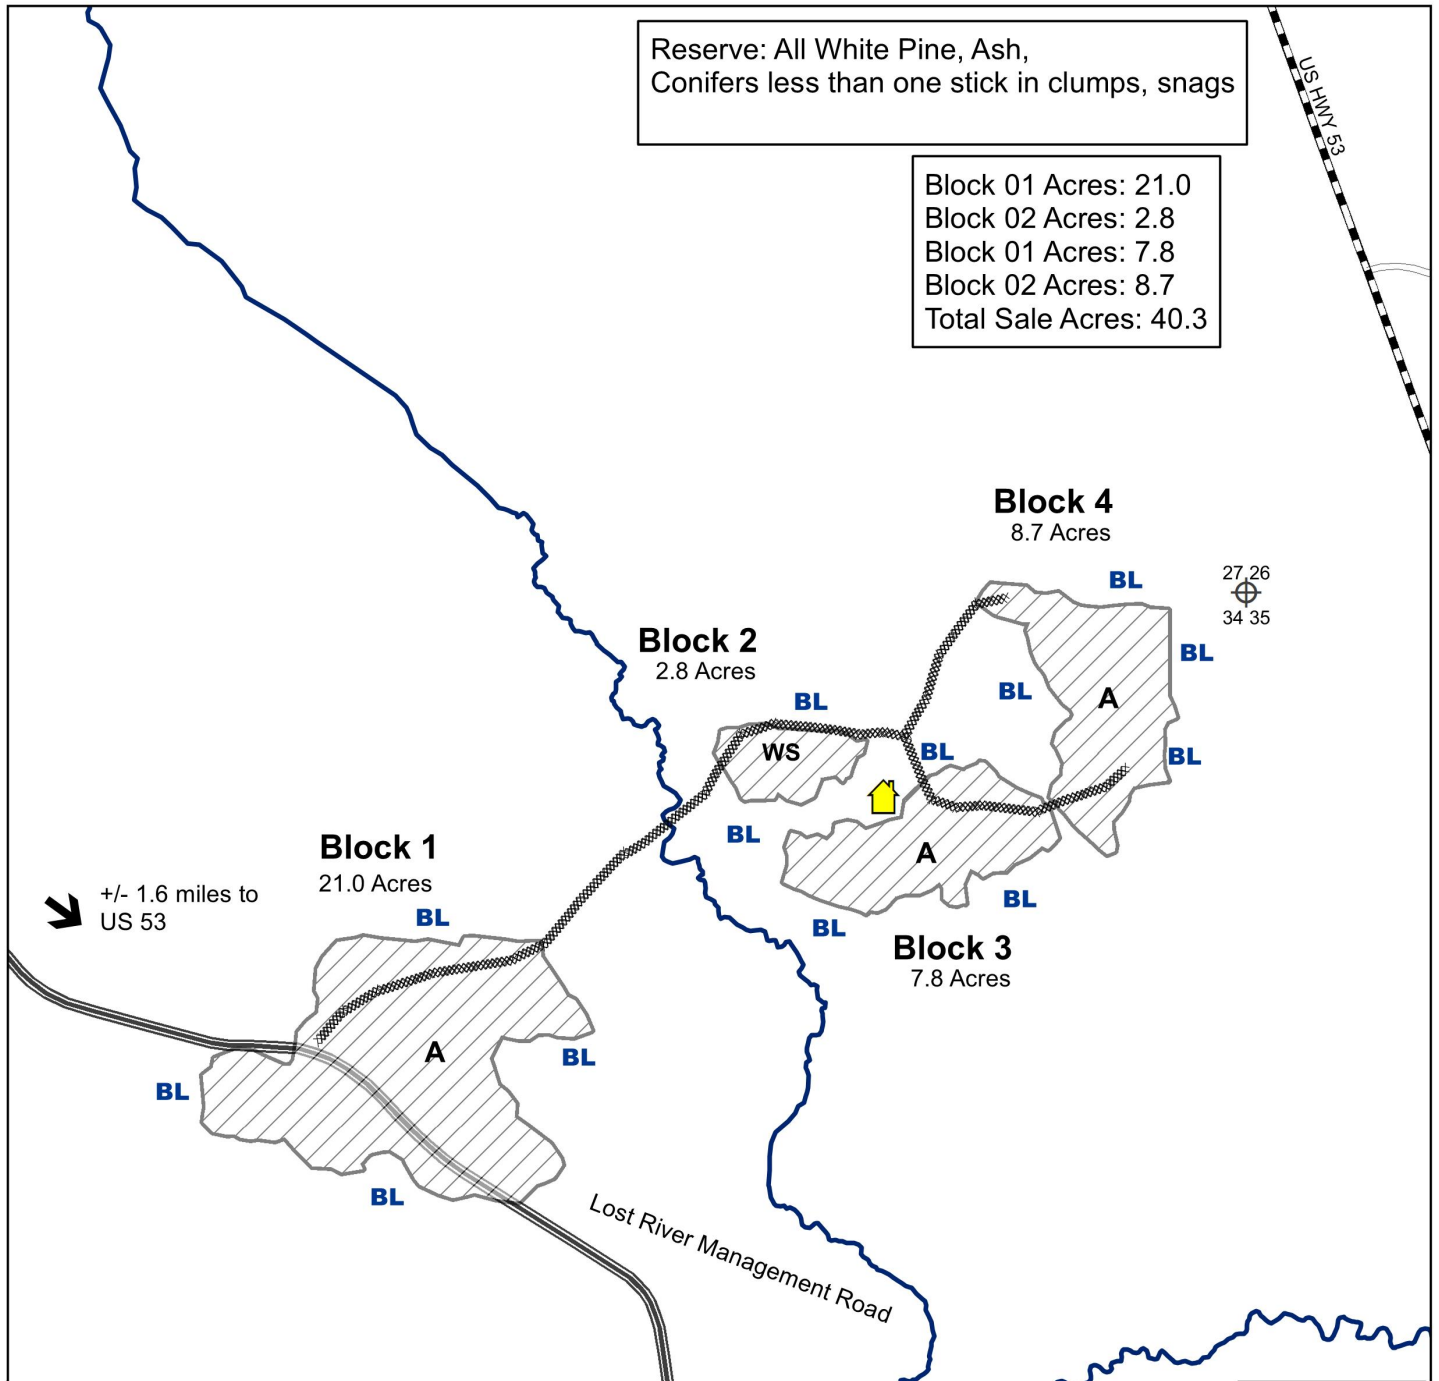 Reserve: All White Pine, Ash,
Conifers less than one stick in clumps, snags
US HWY 53
Block 01 Acres: 21.0
Block 02 Acres: 2.8
Block 01 Acres: 7.8
Block 02 Acres: 8.7
Total Sale Acres: 40.3
Block 4
8.7 Acres
BL
27 26
34 35
Block 2
2.8 Acres
BL
BL
BL
A
WS
BL
BL
BL
Block 1
21.0 Acres
A
+/- 1.6 miles to
US 53
BL
BL
BL
Block 3
7.8 Acres
A
BL
BL
BL
Lost River Management Road